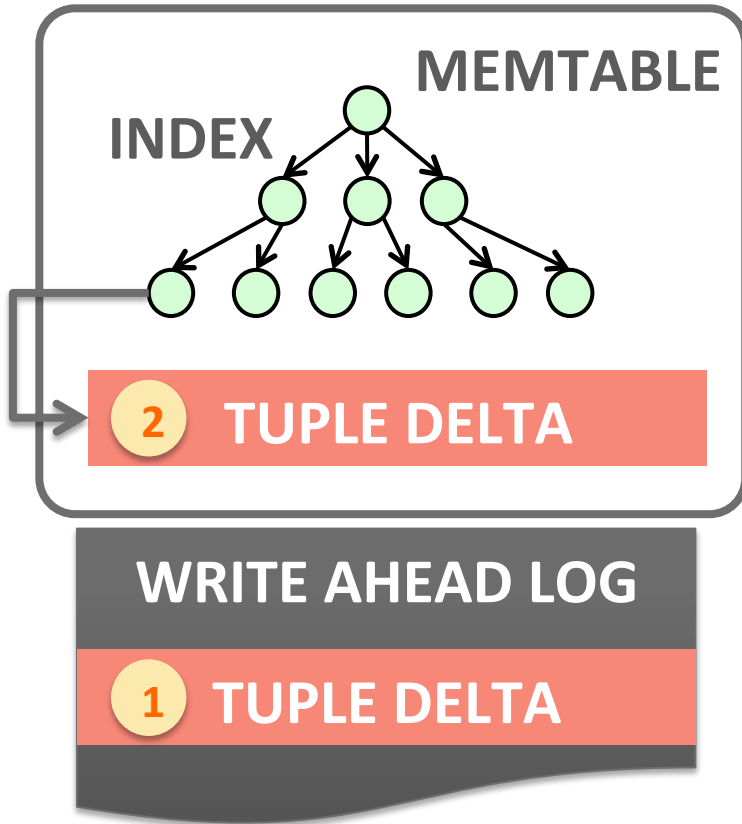 MEMTABLE
INDEX
2 TUPLE DELTA
WRITE AHEAD LOG
1 TUPLE DELTA